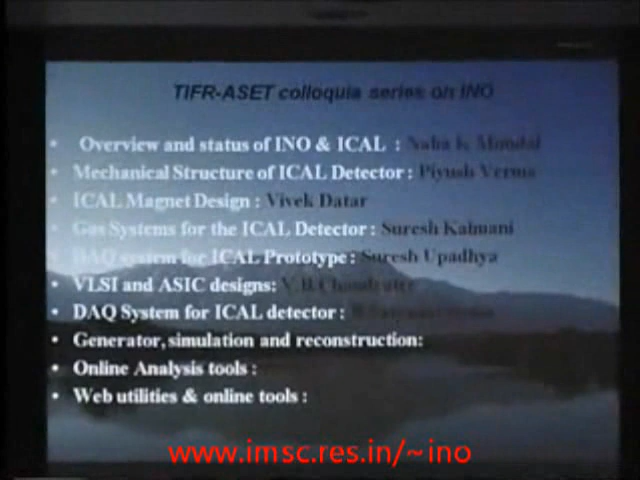 TIFR-ASET colloquia series on INO
• Overview and status of INO & ICAL : Naba K Mondal
• Mechanical Structure of ICAL Detector : Piyush Verma
• ICAL Magnet Design : Vivek Datar
• Gas Systems for the ICAL Detector : Suresh Kalmani
• DAQ system for ICAL Prototype : Suresh Upadhya
• VLSI and ASIC designs: V.B.
• DAQ System for ICAL detector :
• Generator, simulation and reconstruction:
• Online Analysis tools :
• Web utilities & online tools :
www.imsc.res.in/~ino